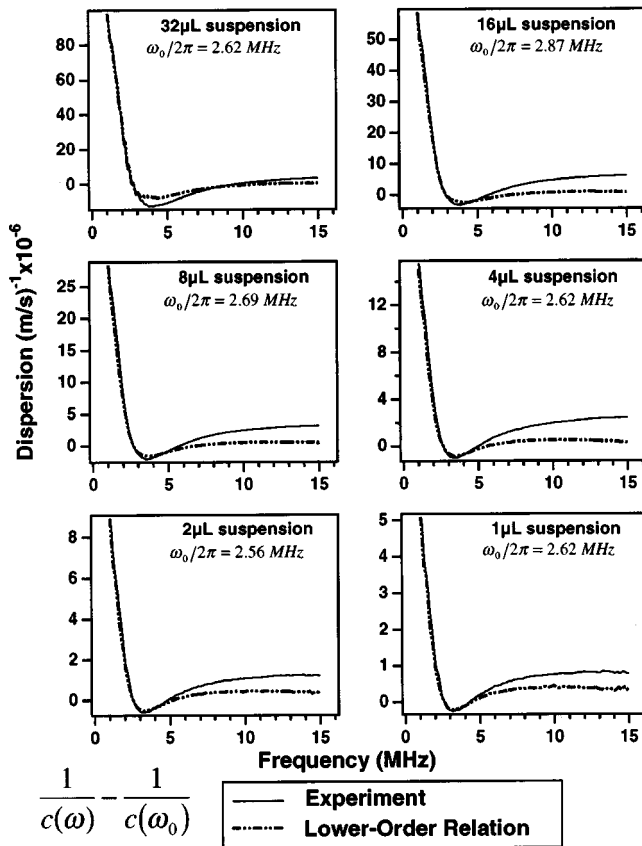 32µL suspension
ω₀/2π = 2.62 MHz
80
60
40
20
0
0 5 10 15
16µL suspension
ω₀/2π = 2.87 MHz
50
40
30
20
10
0
0 5 10 15
8µL suspension
ω₀/2π = 2.69 MHz
25
20
15
10
5
0
0 5 10 15
4µL suspension
ω₀/2π = 2.62 MHz
12
8
4
0
0 5 10 15
2µL suspension
ω₀/2π = 2.56 MHz
8
6
4
2
0
0 5 10 15
1µL suspension
ω₀/2π = 2.62 MHz
5
4
3
2
1
0
0 5 10 15
Dispersion (m/s)⁻¹x10⁻⁶
Frequency (MHz)
1/c(ω) - 1/c(ω₀)
Experiment
Lower-Order Relation